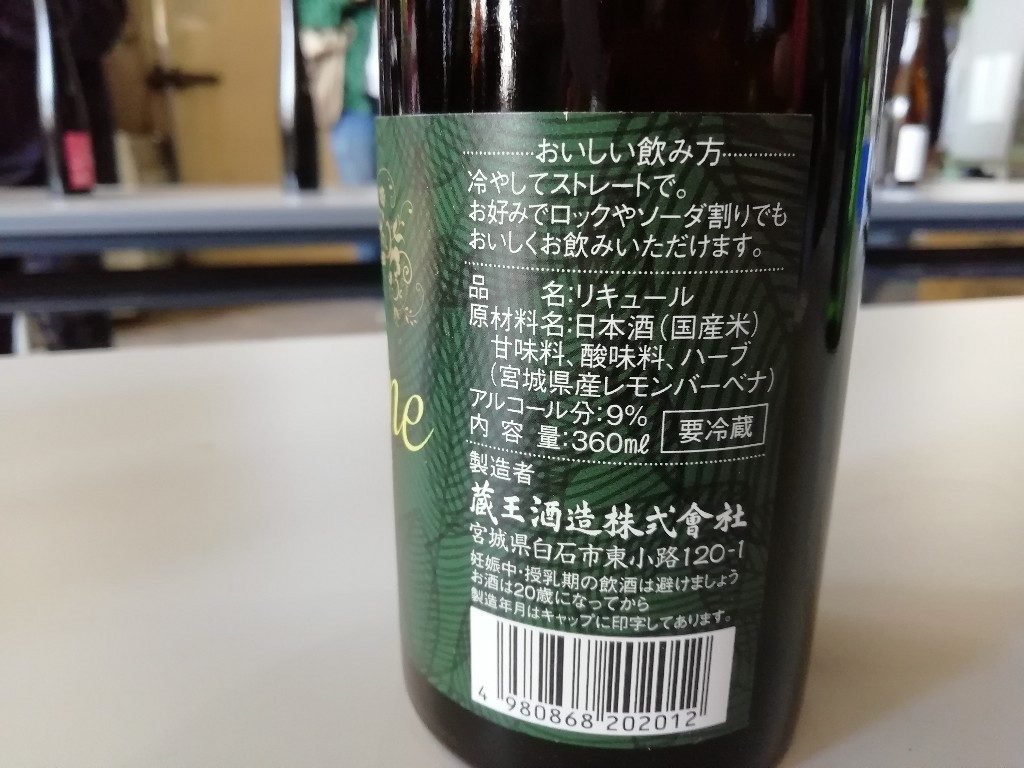 おいしい飲み方
冷やしてストレートで。
お好みでロックやソーダ割りでも
おいしくお飲みいただけます。
品名:リキュール
原材料名:日本酒(国産米)
甘味料、酸味料、ハーブ
(宮城県産レモンバーベナ)
アルコール分:9%
内容量:360mℓ
要冷蔵
製造者
蔵王酒造株式會社
宮城県白石市東小路120-1
妊娠中・授乳期の飲酒は避けましょう
お酒は20歳になってから
製造年月はキャップに印字してあります。
4 980868 202012
ne